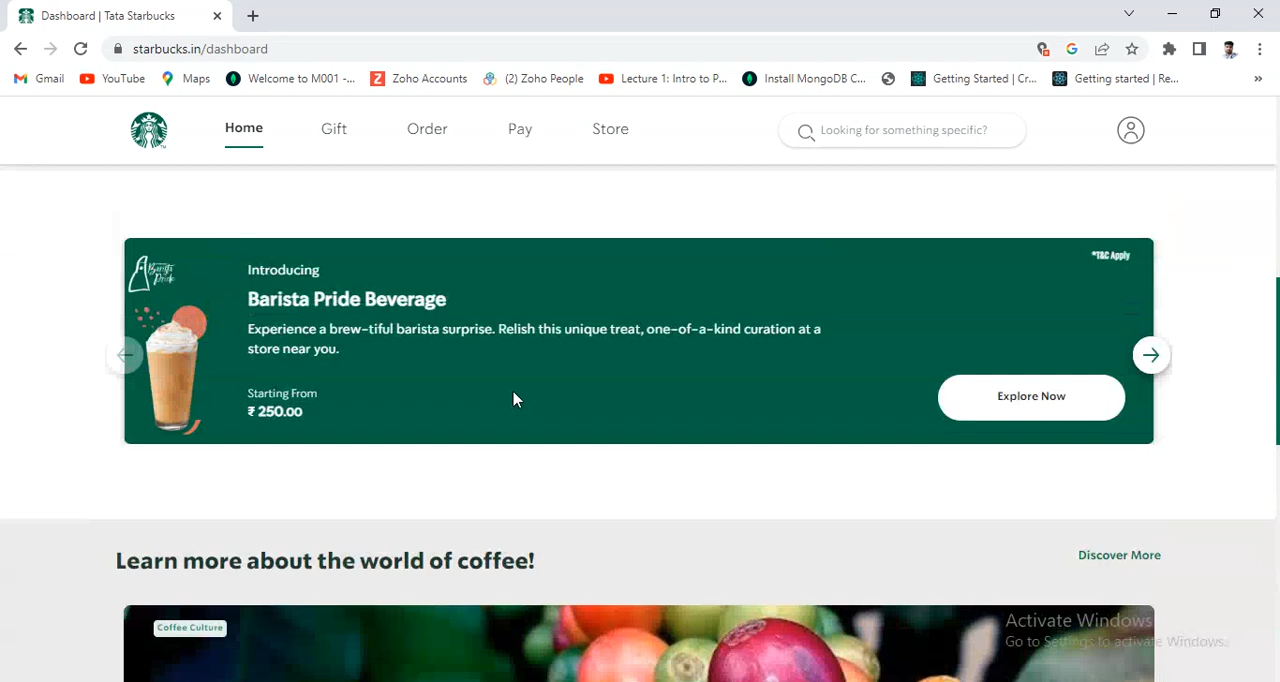 Dashboard | Tata Starbucks
starbucks.in/dashboard
Gmail YouTube Maps Welcome to M001 -... Zoho Accounts (2) Zoho People Lecture 1: Intro to P... Install MongoDB C... Getting Started | Cr... Getting started | Re...
Home Gift Order Pay Store Looking for something specific?
*T&C Apply
Barista
Pride
Introducing
Barista Pride Beverage
Experience a brew-tiful barista surprise. Relish this unique treat, one-of-a-kind curation at a
store near you.
Starting From
₹ 250.00
Explore Now
Learn more about the world of coffee!
Discover More
Coffee Culture
Activate Windows
Go to Settings to activate Windows.